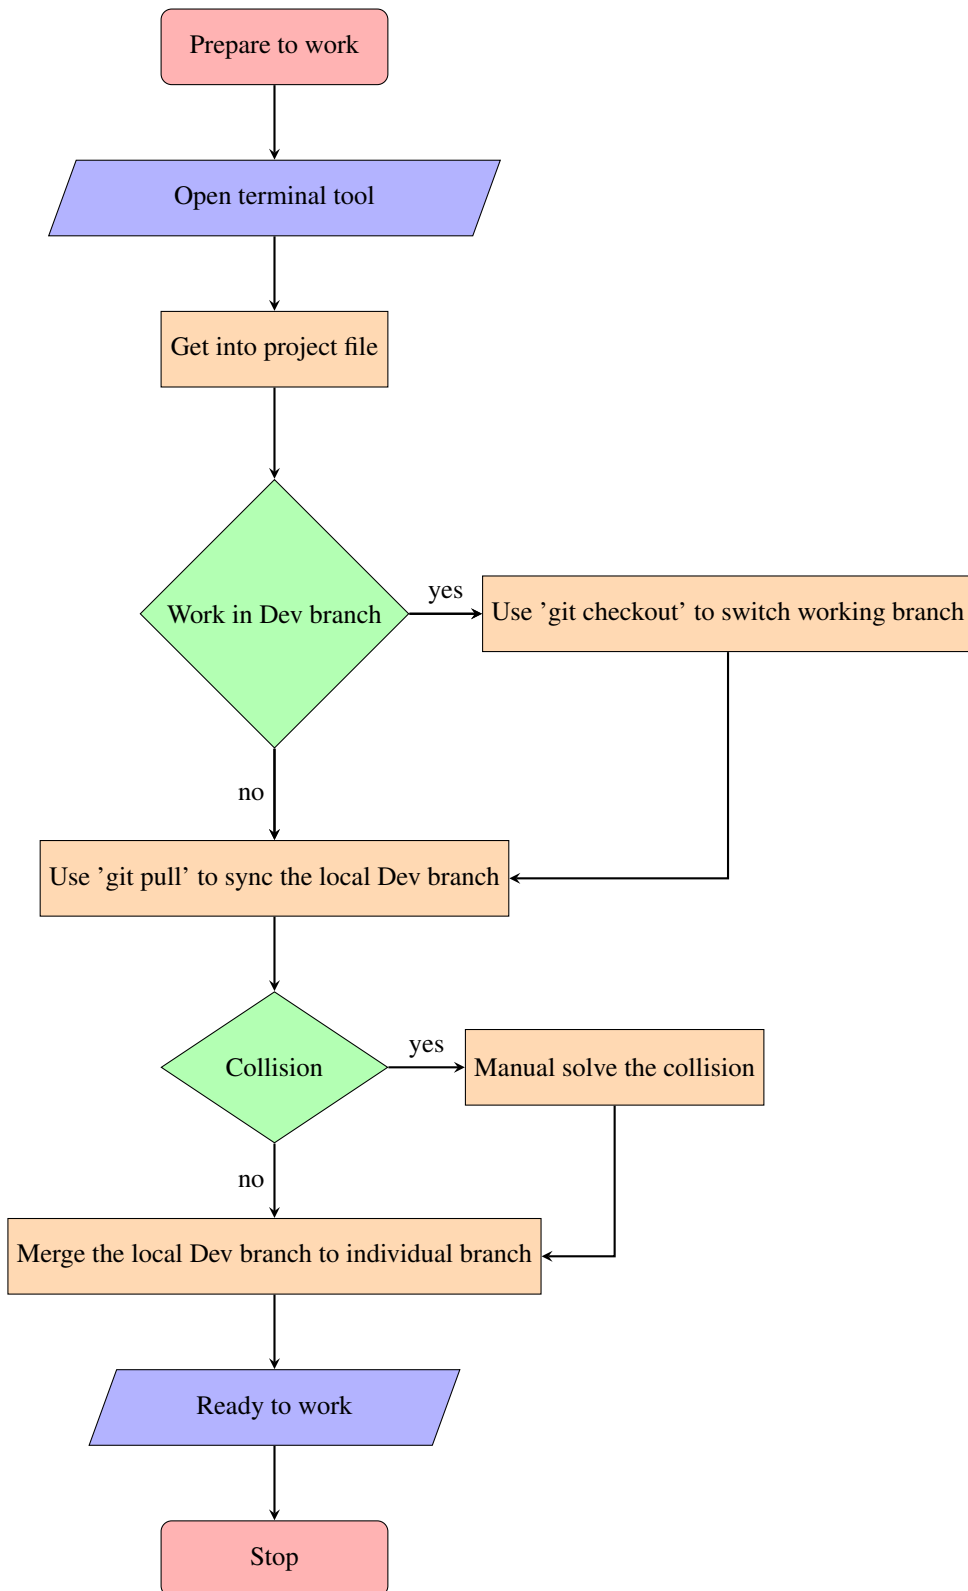 Prepare to work
Open terminal tool
Get into project file
Work in Dev branch
yes
Use ’git checkout’ to switch working branch
no
Use ’git pull’ to sync the local Dev branch
Collision
yes
Manual solve the collision
no
Merge the local Dev branch to individual branch
Ready to work
Stop